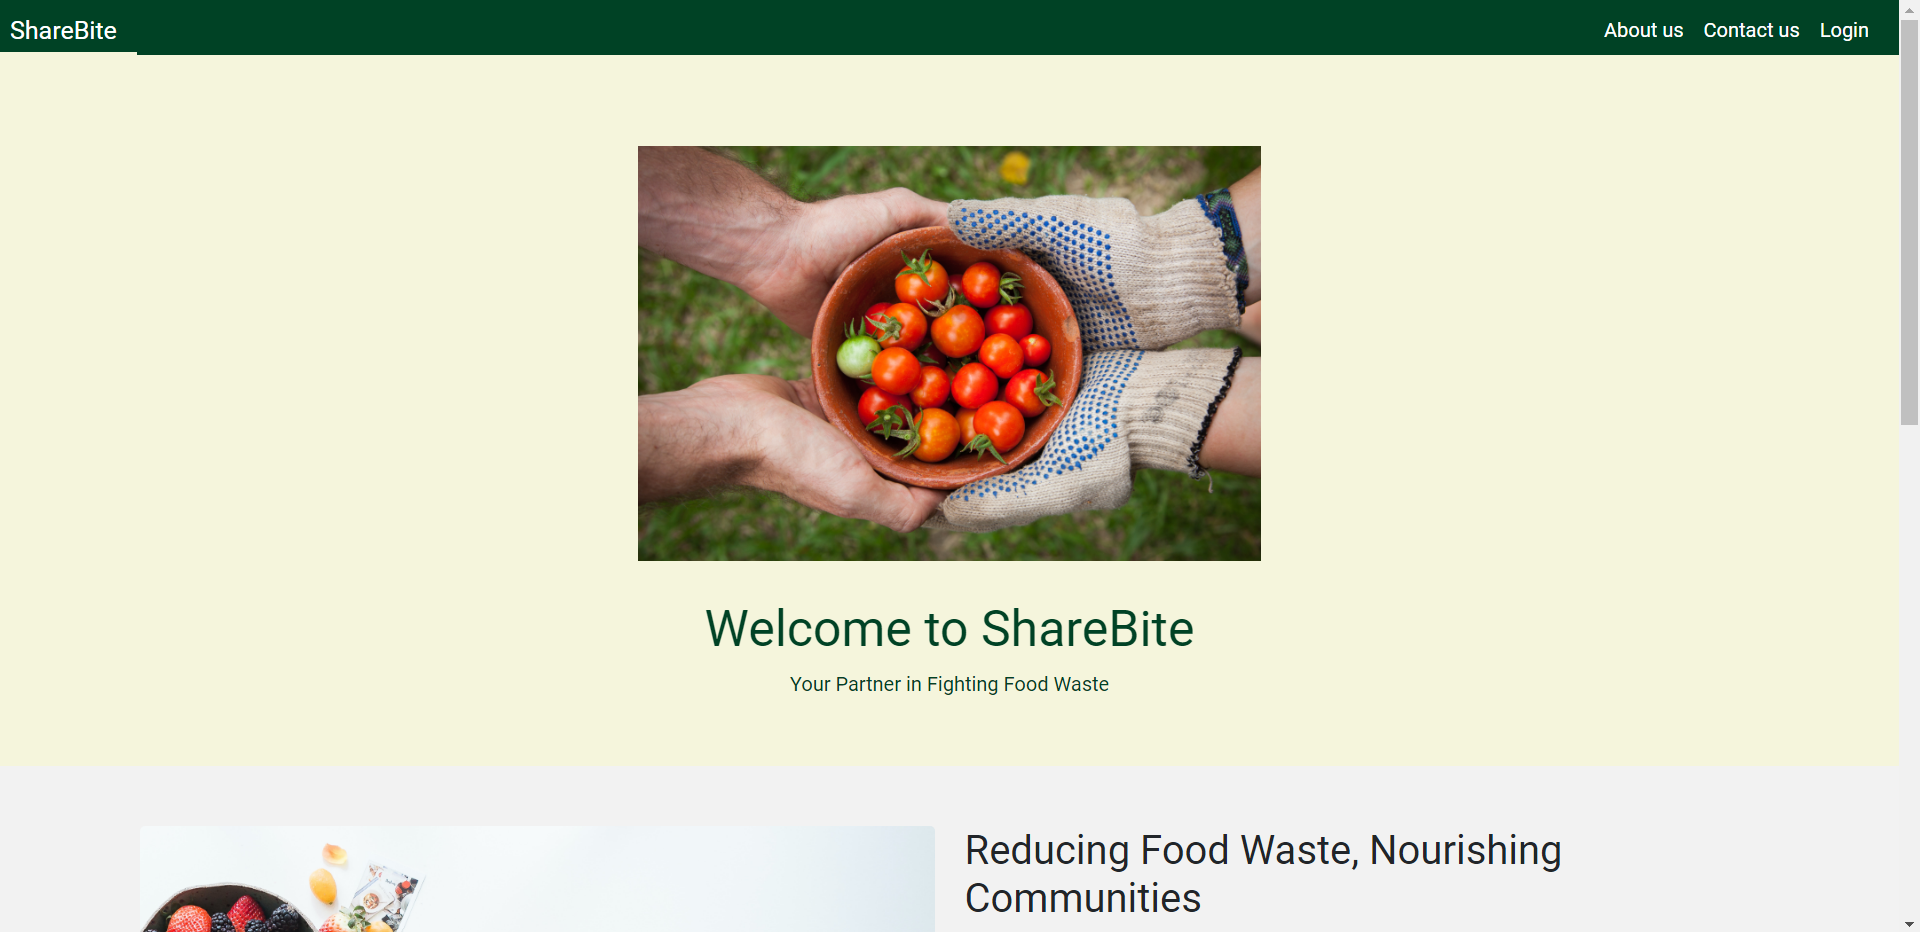 ShareBite
About us
Contact us
Login
Welcome to ShareBite
Your Partner in Fighting Food Waste
Reducing Food Waste, Nourishing
Communities